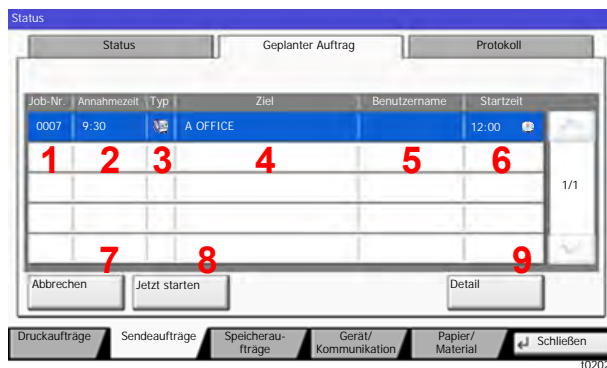 Status
Status Geplanter Auftrag Protokoll
Job-Nr. Annahmezeit Typ Ziel Benutzername Startzeit
0007 9:30 A OFFICE 12:00
1 2 3 4 5 6
1/1
7 8 9
Abbrechen Jetzt starten Detail
Druckaufträge Sendeaufträge Speicherau-
fträge Gerät/
Kommunikation Papier/
Material Schließen